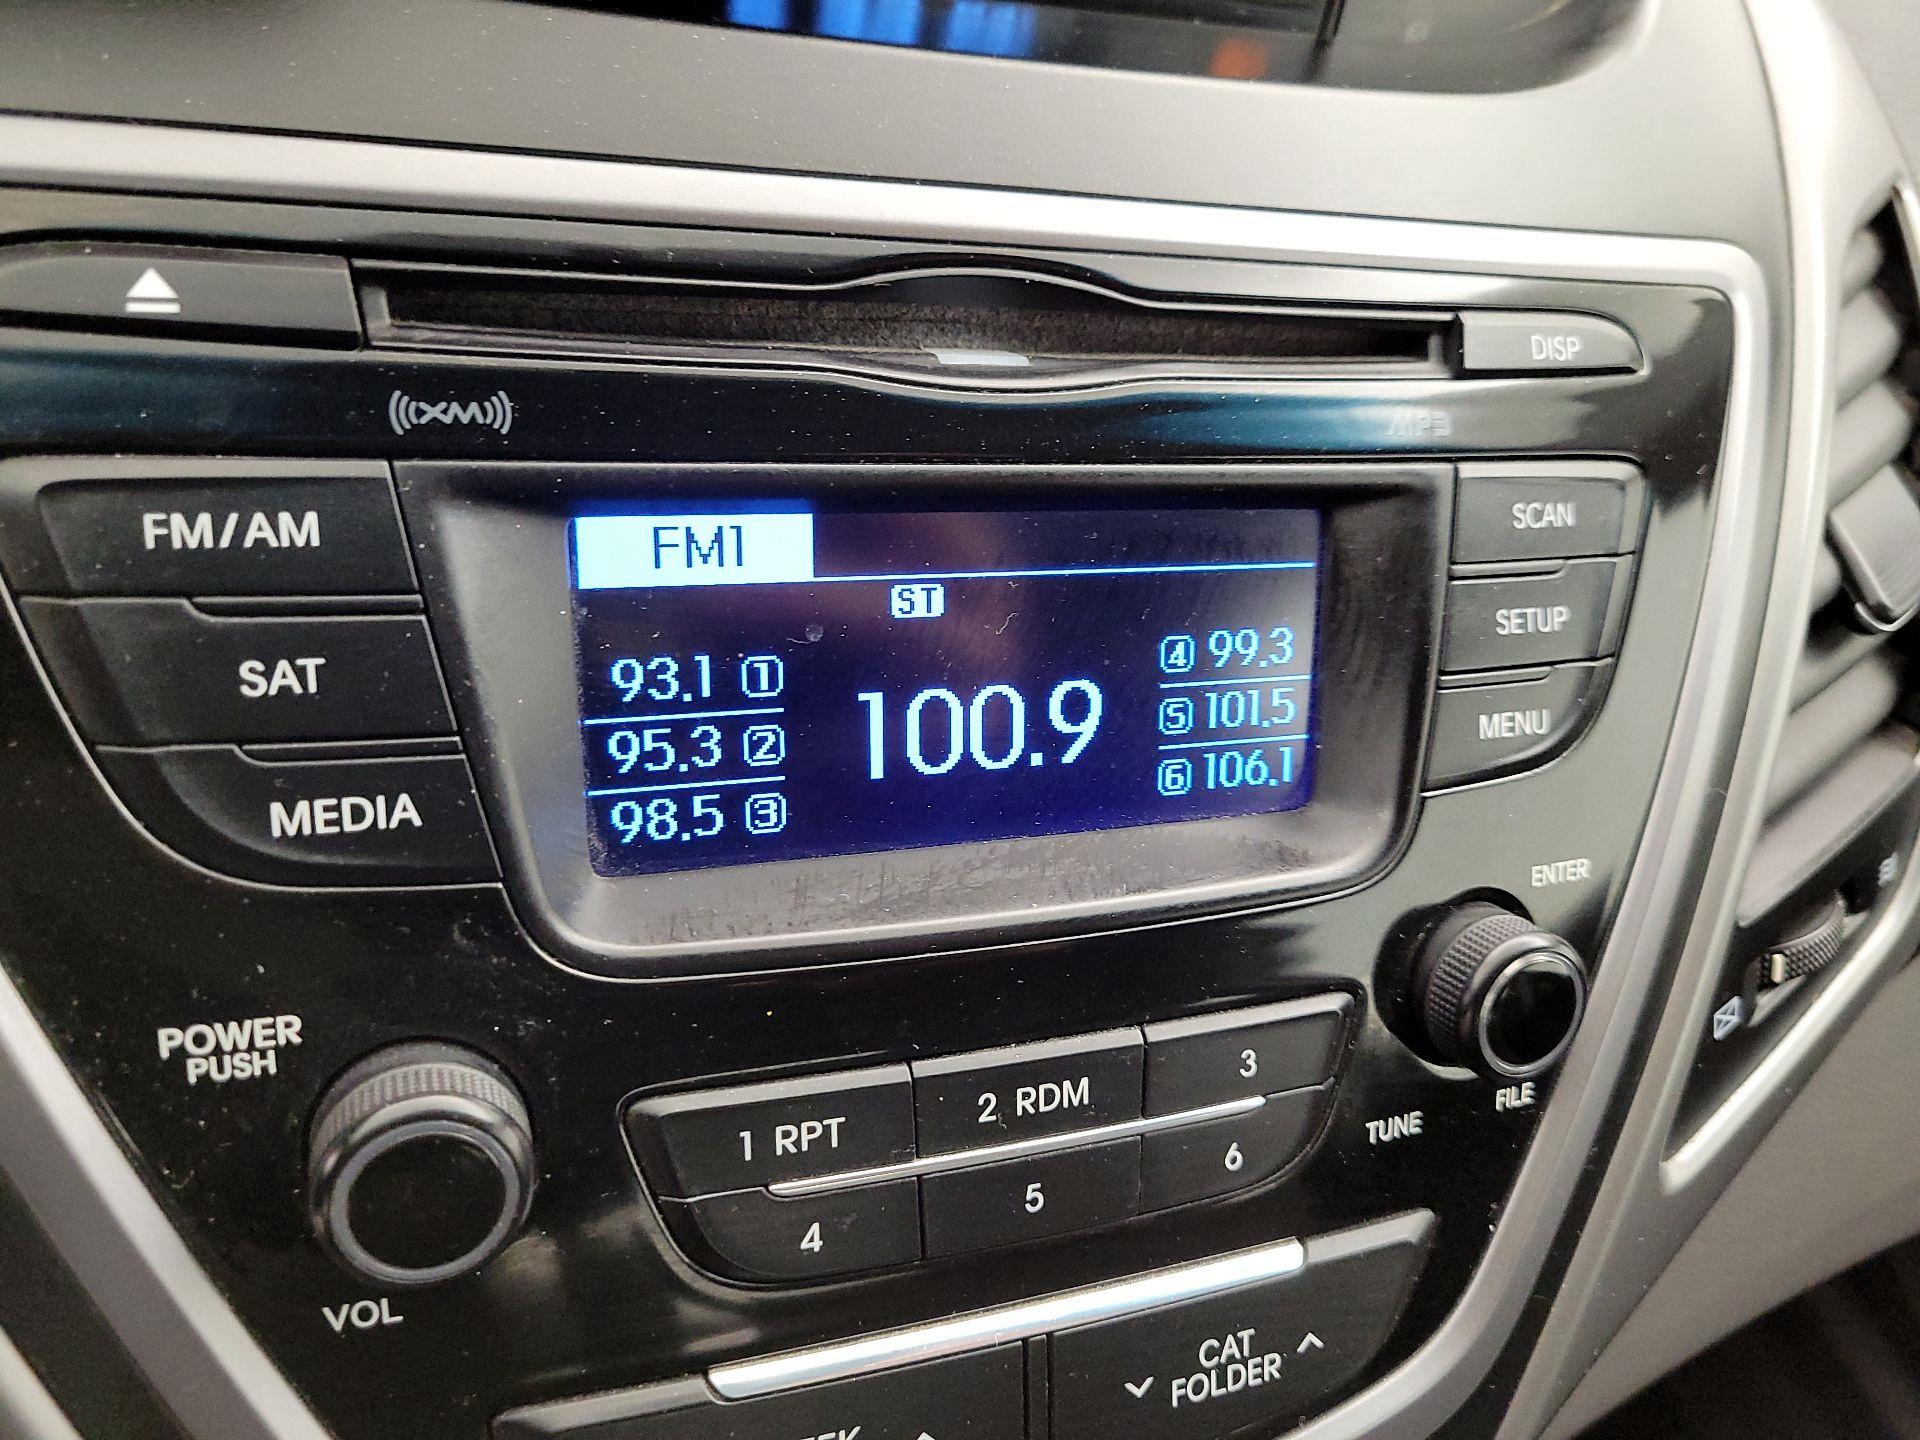 DISP
XM
MP3
FM/AM
SAT
MEDIA
FM1
ST
93.1 1
95.3 2
98.5 3
100.9
4 99.3
5 101.5
6 106.1
SCAN
SETUP
MENU
POWER
PUSH
VOL
ENTER
TUNE
FILE
1 RPT
2 RDM
3
4
5
6
CAT
FOLDER